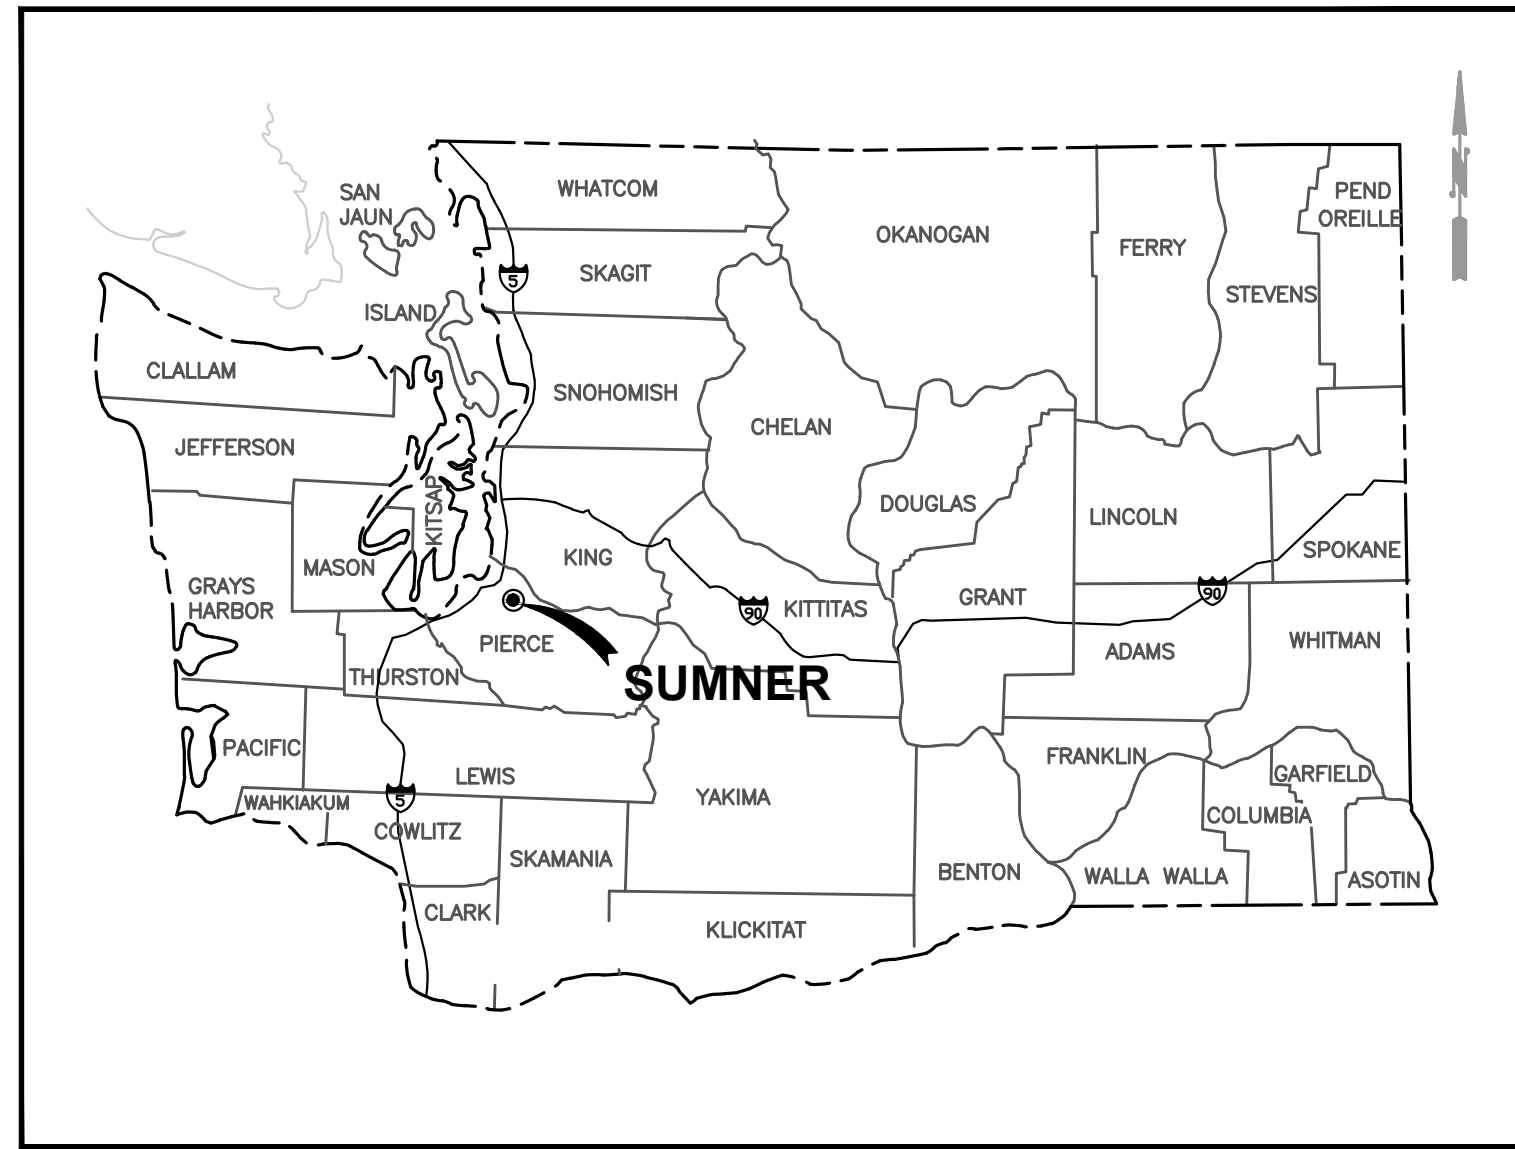 WHATCOM
SAN
JAUN
PEND
OREILLE
N
OKANOGAN
FERRY
SKAGIT
5
STEVENS
ISLAND
CLALLAM
SNOHOMISH
CHELAN
JEFFERSON
DOUGLAS
LINCOLN
KITSAP
KING
SPOKANE
MASON
GRAYS
HARBOR
90
KITTITAS
GRANT
90
PIERCE
WHITMAN
ADAMS
THURSTON
SUMNER
PACIFIC
FRANKLIN
LEWIS
GARFIELD
WAHKIAKUM
5
YAKIMA
COLUMBIA
COWLITZ
SKAMANIA
BENTON
WALLA WALLA
ASOTIN
CLARK
KLICKITAT